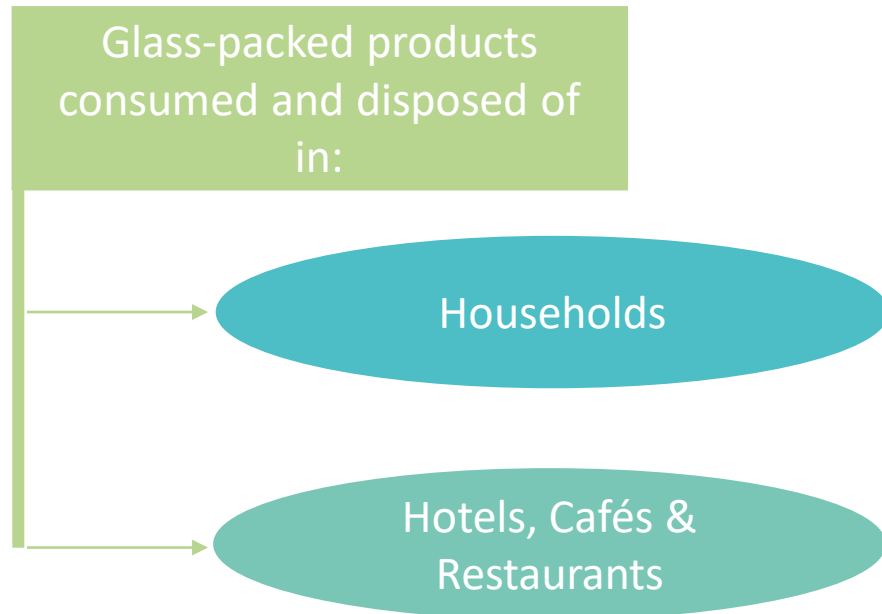 Glass-packed products
consumed and disposed of
in:
Households
Hotels, Cafés &
Restaurants